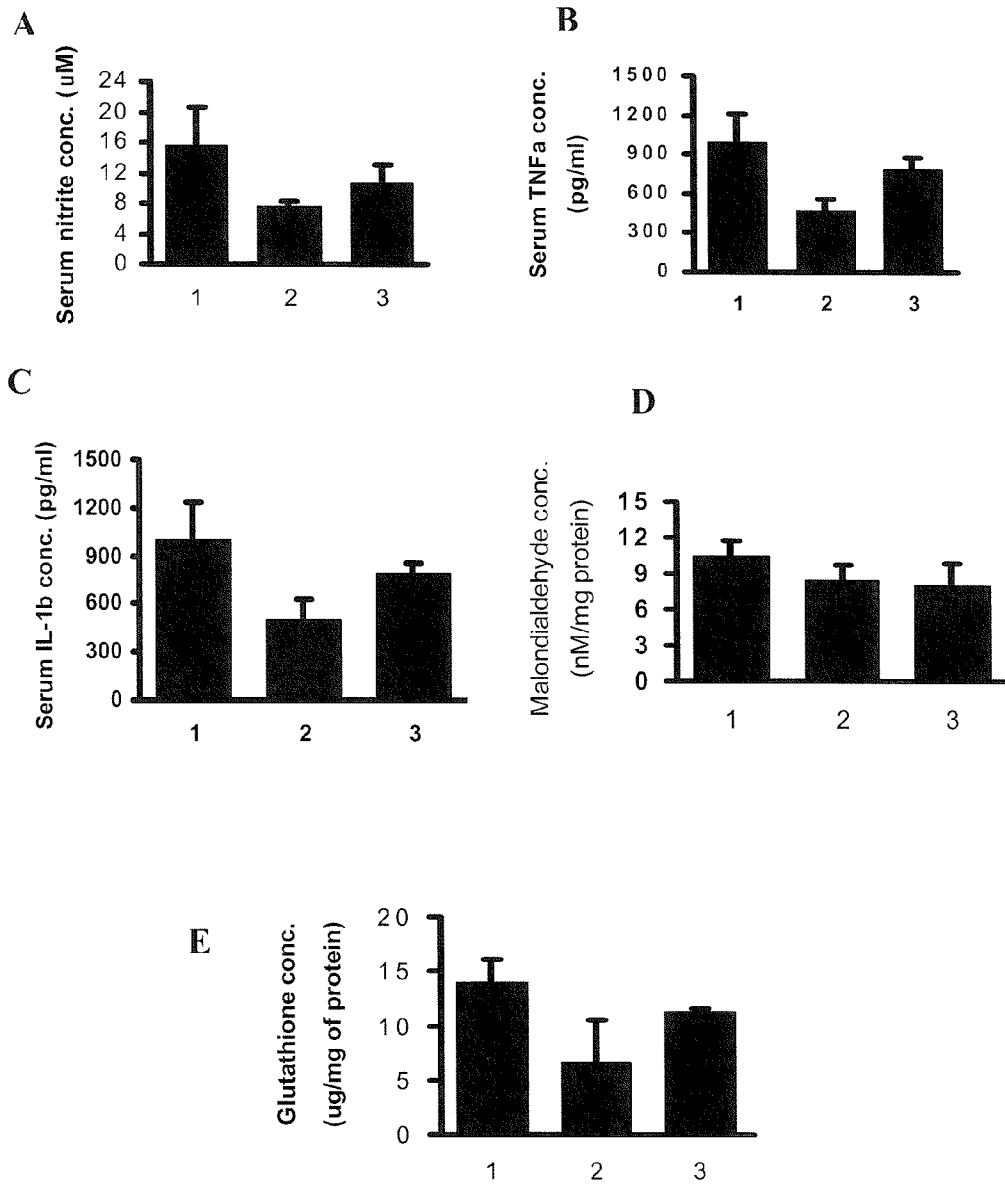 A
Serum nitrite conc. (uM)
24
20
16
12
8
4
0
1 2 3
B
Serum TNFa conc.
(pg/ml)
1500
1200
900
600
300
0
1 2 3
C
Serum IL-1b conc. (pg/ml)
1500
1200
900
600
300
0
1 2 3
D
Malondialdehyde conc.
(nM/mg protein)
15
12
9
6
3
0
1 2 3
E
Glutathione conc.
(ug/mg of protein)
20
15
10
5
0
1 2 3